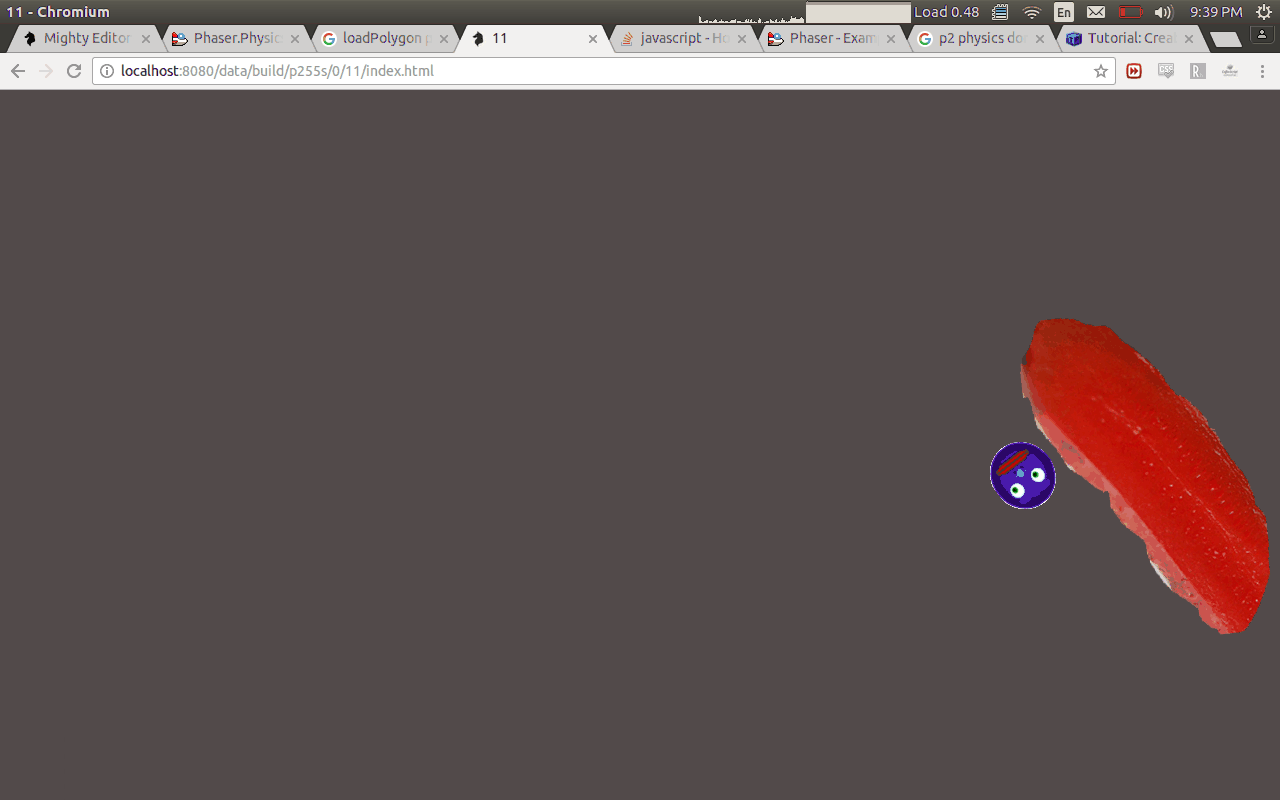 11 - Chromium
Load 0.48
En
9:39 PM
Mighty Editor
Phaser.Physic
loadPolygon p
11
javascript - Ho
Phaser - Exam
p2 physics do
Tutorial: Crea
localhost:8080/data/build/p255s/0/11/index.html
CSC
R